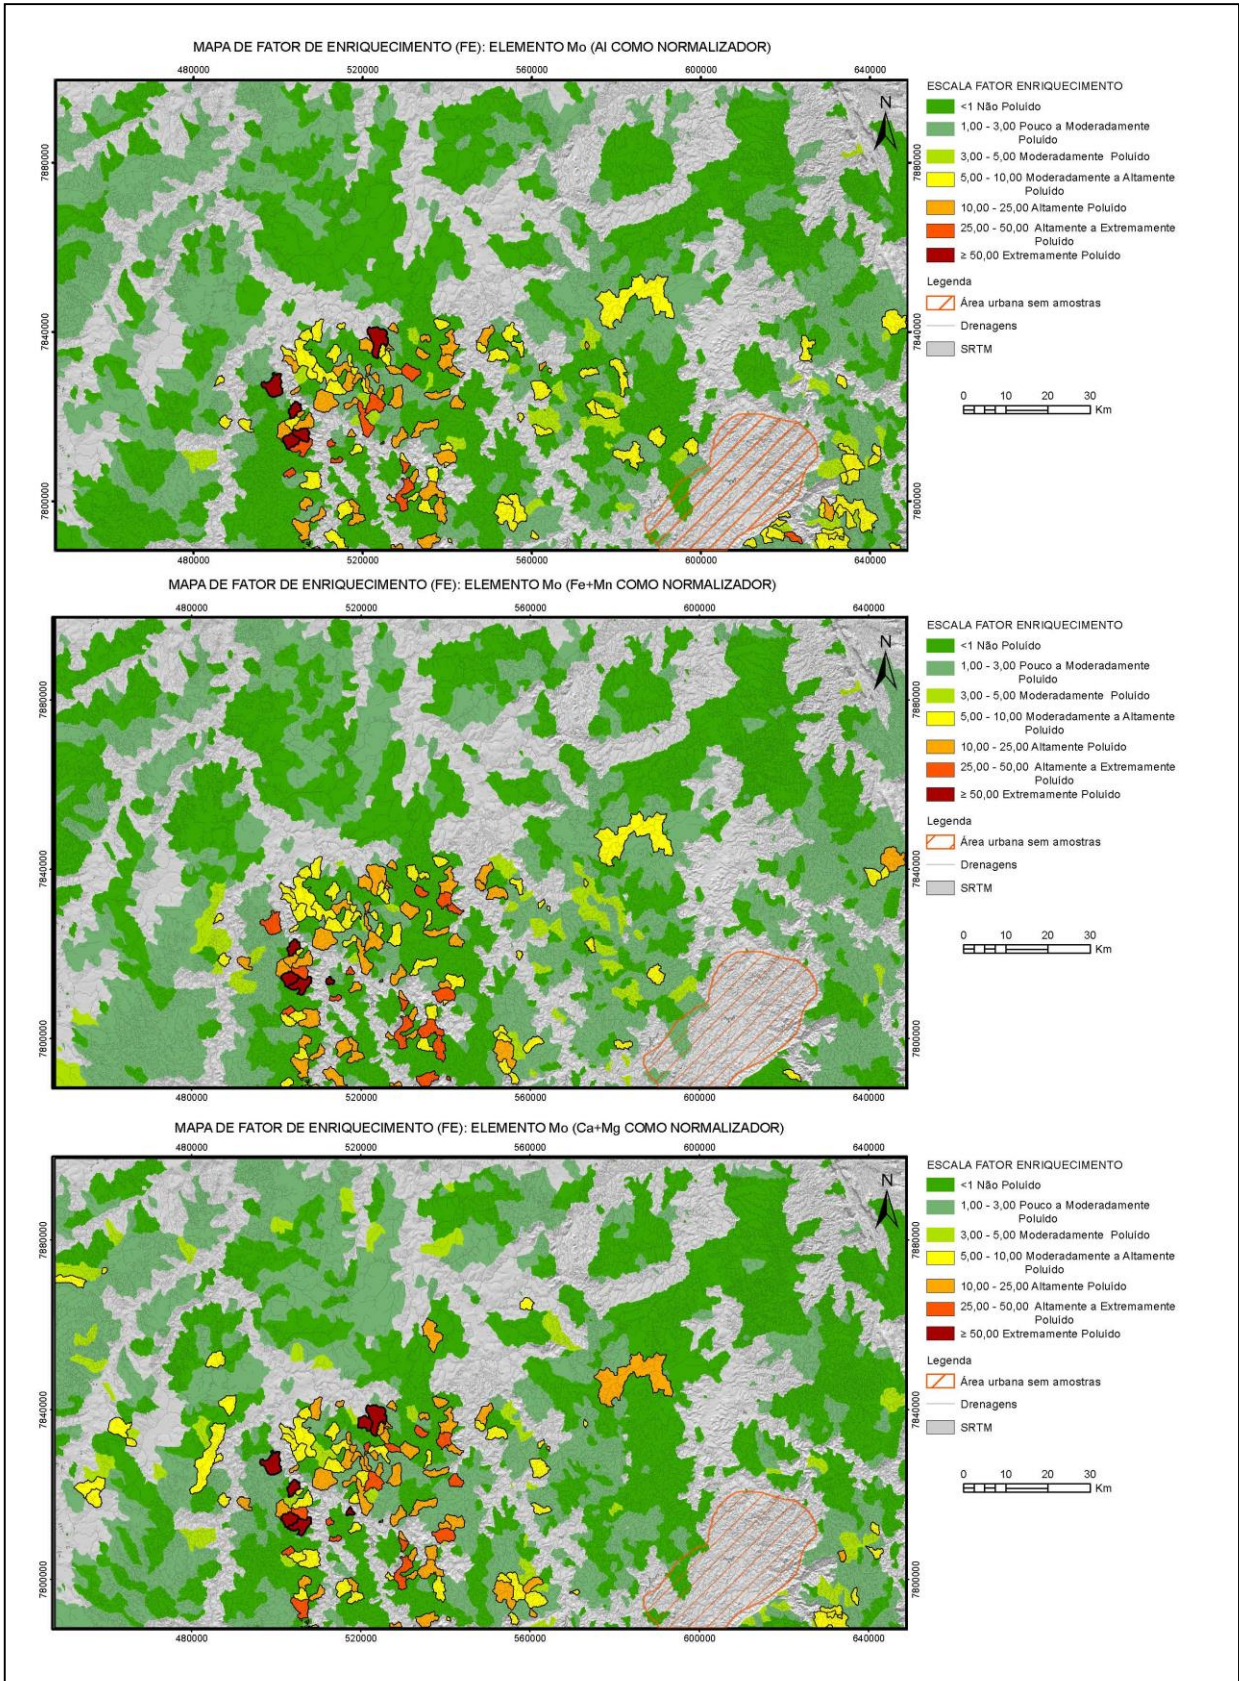 MAPA DE FATOR DE ENRIQUECIMENTO (FE): ELEMENTO Mo (Al COMO NORMALIZADOR)
480000 520000 560000 600000 640000
7880000
7840000
7800000
N
7880000
7840000
7800000
480000 520000 560000 600000 640000
ESCALA FATOR ENRIQUECIMENTO
<1 Não Poluído
1,00 - 3,00 Pouco a Moderadamente
Poluído
3,00 - 5,00 Moderadamente Poluído
5,00 - 10,00 Moderadamente a Altamente
Poluído
10,00 - 25,00 Altamente Poluído
25,00 - 50,00 Altamente a Extremamente
Poluído
≥ 50,00 Extremamente Poluído
Legenda
Área urbana sem amostras
Drenagens
SRTM
0 10 20 30
Km
MAPA DE FATOR DE ENRIQUECIMENTO (FE): ELEMENTO Mo (Fe+Mn COMO NORMALIZADOR)
480000 520000 560000 600000 640000
7880000
7840000
7800000
N
7880000
7840000
7800000
480000 520000 560000 600000 640000
ESCALA FATOR ENRIQUECIMENTO
<1 Não Poluído
1,00 - 3,00 Pouco a Moderadamente
Poluído
3,00 - 5,00 Moderadamente Poluído
5,00 - 10,00 Moderadamente a Altamente
Poluído
10,00 - 25,00 Altamente Poluído
25,00 - 50,00 Altamente a Extremamente
Poluído
≥ 50,00 Extremamente Poluído
Legenda
Área urbana sem amostras
Drenagens
SRTM
0 10 20 30
Km
MAPA DE FATOR DE ENRIQUECIMENTO (FE): ELEMENTO Mo (Ca+Mg COMO NORMALIZADOR)
480000 520000 560000 600000 640000
7880000
7840000
7800000
N
7880000
7840000
7800000
480000 520000 560000 600000 640000
ESCALA FATOR ENRIQUECIMENTO
<1 Não Poluído
1,00 - 3,00 Pouco a Moderadamente
Poluído
3,00 - 5,00 Moderadamente Poluído
5,00 - 10,00 Moderadamente a Altamente
Poluído
10,00 - 25,00 Altamente Poluído
25,00 - 50,00 Altamente a Extremamente
Poluído
≥ 50,00 Extremamente Poluído
Legenda
Área urbana sem amostras
Drenagens
SRTM
0 10 20 30
Km